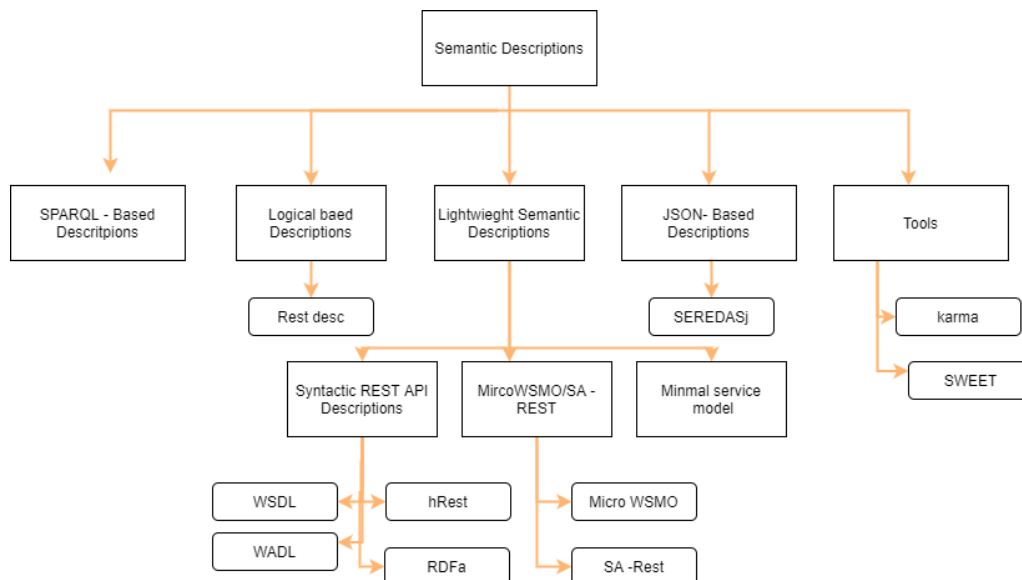 Semantic Descriptions
SPARQL - Based
Descritpions
Logical baed
Descriptions
Lightwieght Semantic
Descriptions
JSON- Based
Descriptions
Tools
Rest desc
SEREDASj
karma
SWEET
Syntactic REST API
Descriptions
MircoWSMO/SA -
REST
Minmal service
model
WSDL
hRest
Micro WSMO
WADL
RDFa
SA -Rest